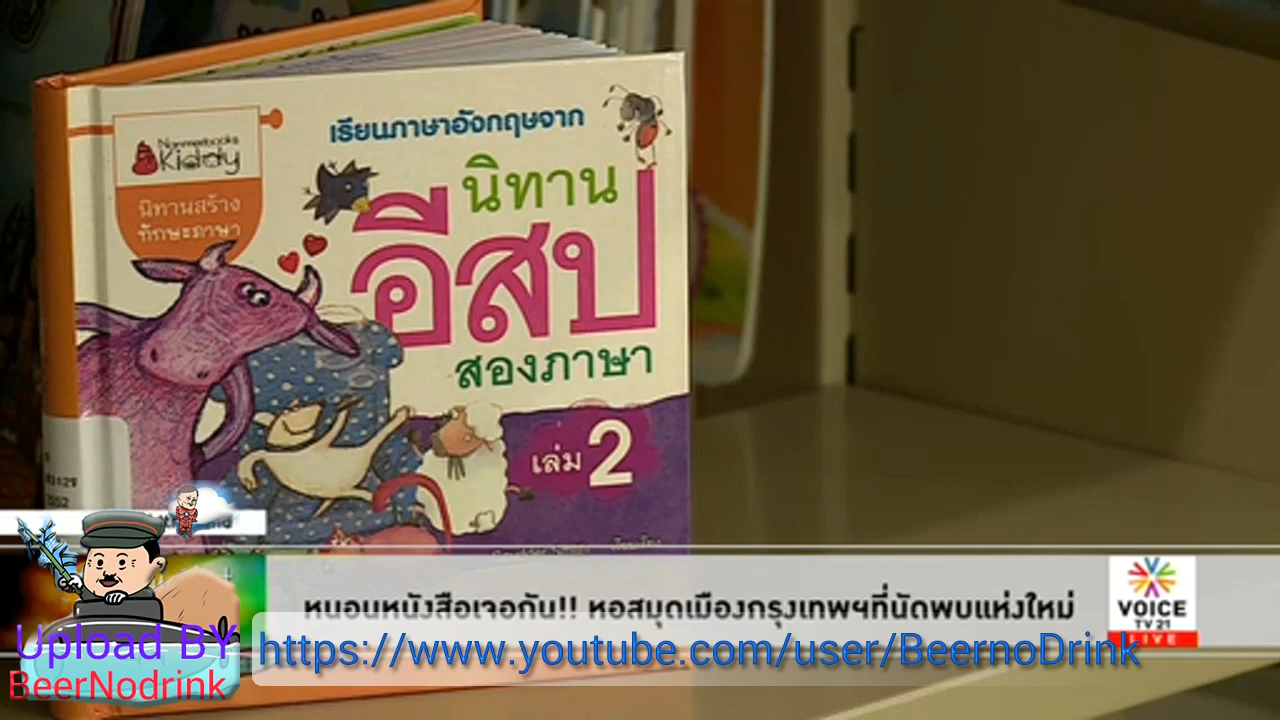 Nanmeebooks
Kiddy
นิทานสร้าง
ทักษะภาษา
เรียนภาษาอังกฤษจาก
นิทาน
อีสป
สองภาษา
เล่ม 2
หนอนหนังสือเจอกัน!! หอสมุดเมืองกรุงเทพฯที่นัดพบแห่งใหม่
VOICE
TV 21
LIVE
Upload BY
BeerNodrink
https://www.youtube.com/user/BeernoDrink